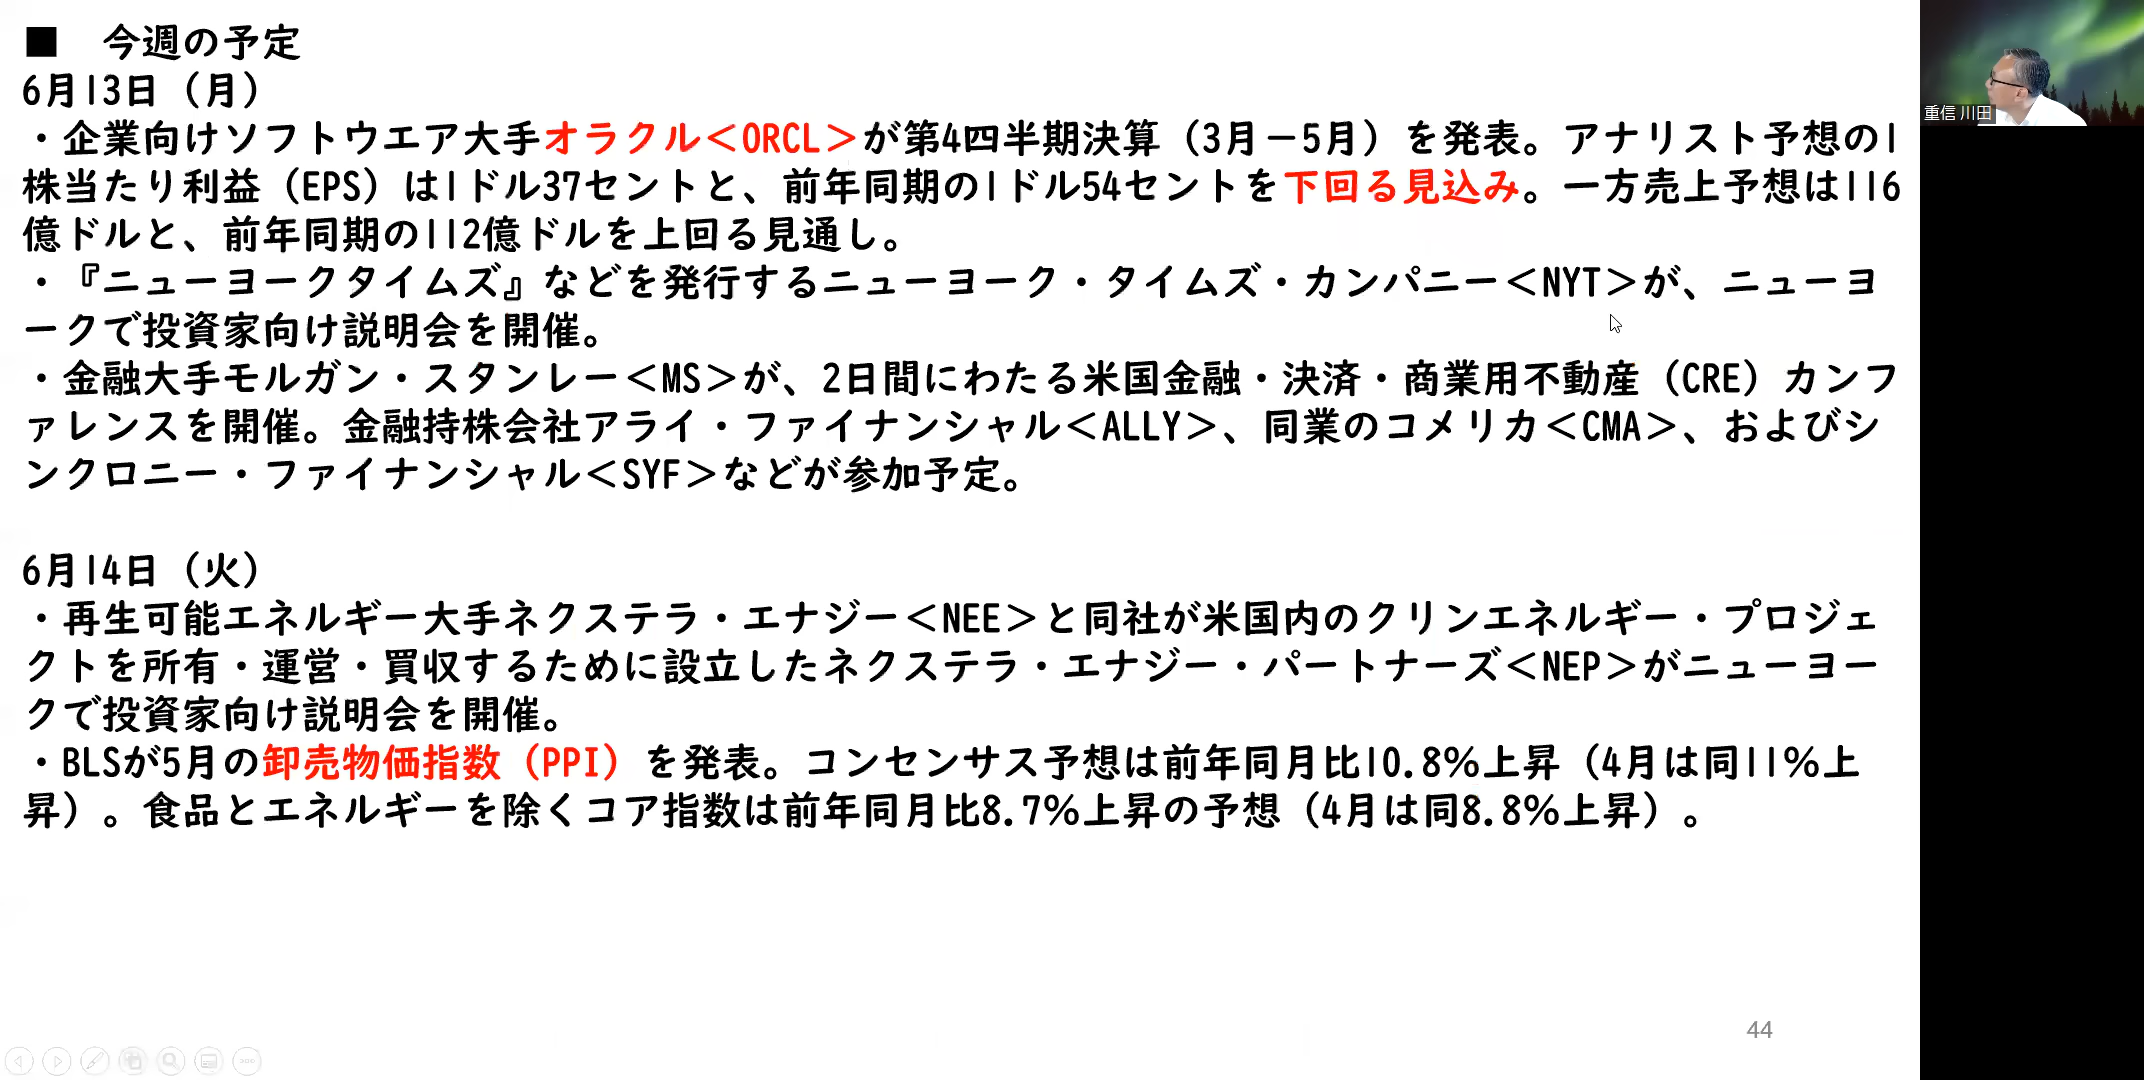 ■　今週の予定
6月13日（月）
・企業向けソフトウエア大手オラクル＜ORCL＞が第4四半期決算（3月－5月）を発表。アナリスト予想の1
株当たり利益（EPS）は1ドル37セントと、前年同期の1ドル54セントを下回る見込み。一方売上予想は116
億ドルと、前年同期の112億ドルを上回る見通し。
・『ニューヨークタイムズ』などを発行するニューヨーク・タイムズ・カンパニー＜NYT＞が、ニューヨ
ークで投資家向け説明会を開催。
・金融大手モルガン・スタンレー＜MS＞が、2日間にわたる米国金融・決済・商業用不動産（CRE）カンフ
ァレンスを開催。金融持株会社アライ・ファイナンシャル＜ALLY＞、同業のコメリカ＜CMA＞、およびシ
ンクロニー・ファイナンシャル＜SYF＞などが参加予定。
6月14日（火）
・再生可能エネルギー大手ネクステラ・エナジー＜NEE＞と同社が米国内のクリンエネルギー・プロジェ
クトを所有・運営・買収するために設立したネクステラ・エナジー・パートナーズ＜NEP＞がニューヨー
クで投資家向け説明会を開催。
・BLSが5月の卸売物価指数（PPI）を発表。コンセンサス予想は前年同月比10.8%上昇（4月は同11%上
昇）。食品とエネルギーを除くコア指数は前年同月比8.7%上昇の予想（4月は同8.8%上昇）。
44
重信 川田